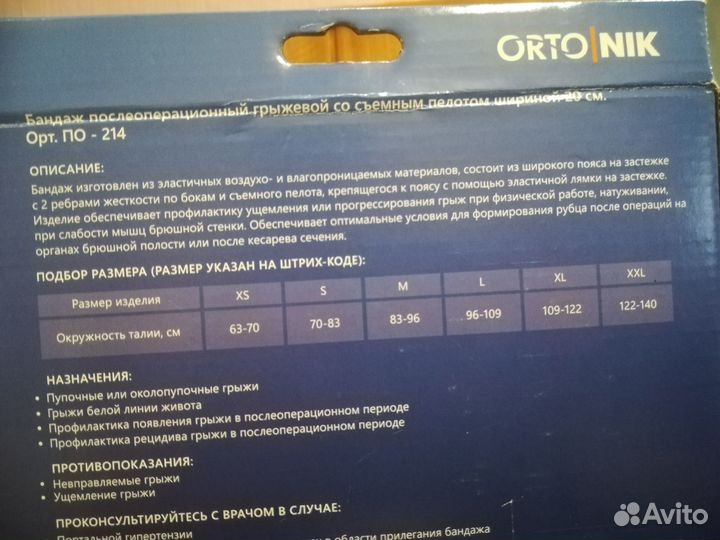 ORTO|NIK
Бандаж послеоперационный грыжевой со съемным пелотом шириной 20 см.
Орт. ПО - 214
ОПИСАНИЕ:
Бандаж изготовлен из эластичных воздухо- и влагопроницаемых материалов, состоит из широкого пояса на застежке
с 2 ребрами жесткости по бокам и съемного пелота, крепящегося к поясу с помощью эластичной лямки на застежке.
Изделие обеспечивает профилактику ущемления или прогрессирования грыж при физической работе, натуживании,
при слабости мышц брюшной стенки. Обеспечивает оптимальные условия для формирования рубца после операций на
органах брюшной полости или после кесарева сечения.
ПОДБОР РАЗМЕРА (РАЗМЕР УКАЗАН НА ШТРИХ-КОДЕ):
Размер изделия XS S M L XL XXL
Окружность талии, см 63-70 70-83 83-96 96-109 109-122 122-140
НАЗНАЧЕНИЯ:
• Пупочные или околопупочные грыжи
• Грыжи белой линии живота
• Профилактика появления грыжи в послеоперационном периоде
• Профилактика рецидива грыжи в послеоперационном периоде
ПРОТИВОПОКАЗАНИЯ:
• Невправляемые грыжи
• Ущемление грыжи
ПРОКОНСУЛЬТИРУЙТЕСЬ С ВРАЧОМ В СЛУЧАЕ:
Портальной гипертензии
в области прилегания бандажа
Avito